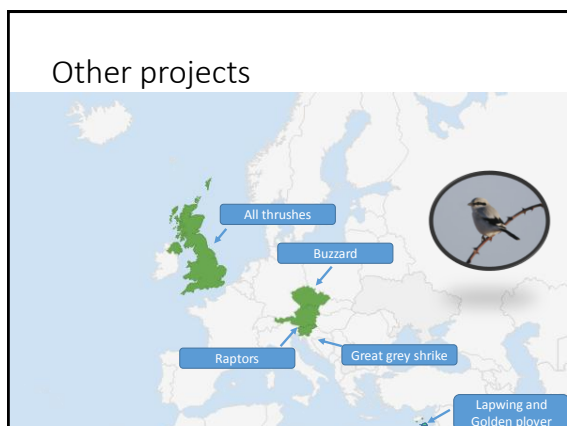 Other projects
All thrushes
Buzzard
Raptors
Great grey shrike
Lapwing and
Golden plover